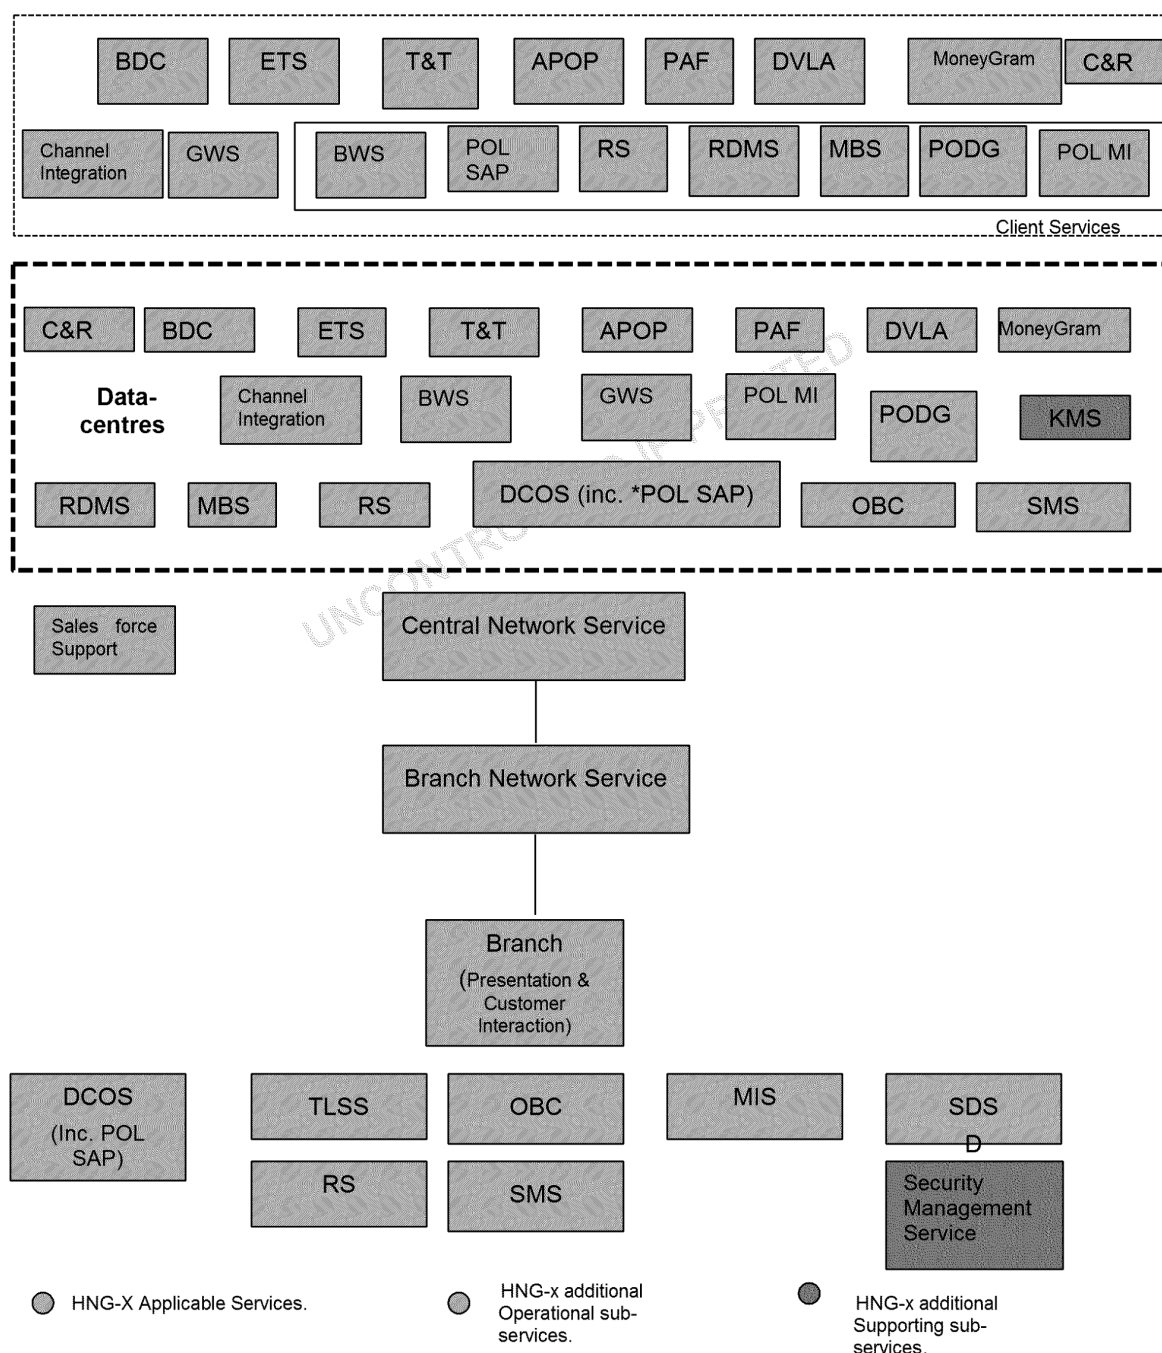 BDC ETS T&T APOP PAF DVLA MoneyGram C&R
Channel
Integration
GWS BWS
POL
SAP
RS RDMS MBS PODG POL MI
Client Services
C&R BDC ETS T&T APOP PAF DVLA MoneyGram
Data-
centres
Channel
Integration
BWS GWS POL MI PODG KMS
RDMS MBS RS DCOS (inc. *POL SAP) OBC SMS
Sales force
Support
Central Network Service
Branch Network Service
Branch
(Presentation &
Customer
Interaction)
DCOS
(Inc. POL
SAP)
TLSS OBC MIS SDS
D
RS SMS
Security
Management
Service
HNG-X Applicable Services.
HNG-x additional
Operational sub-
services.
HNG-x additional
Supporting sub-
services.